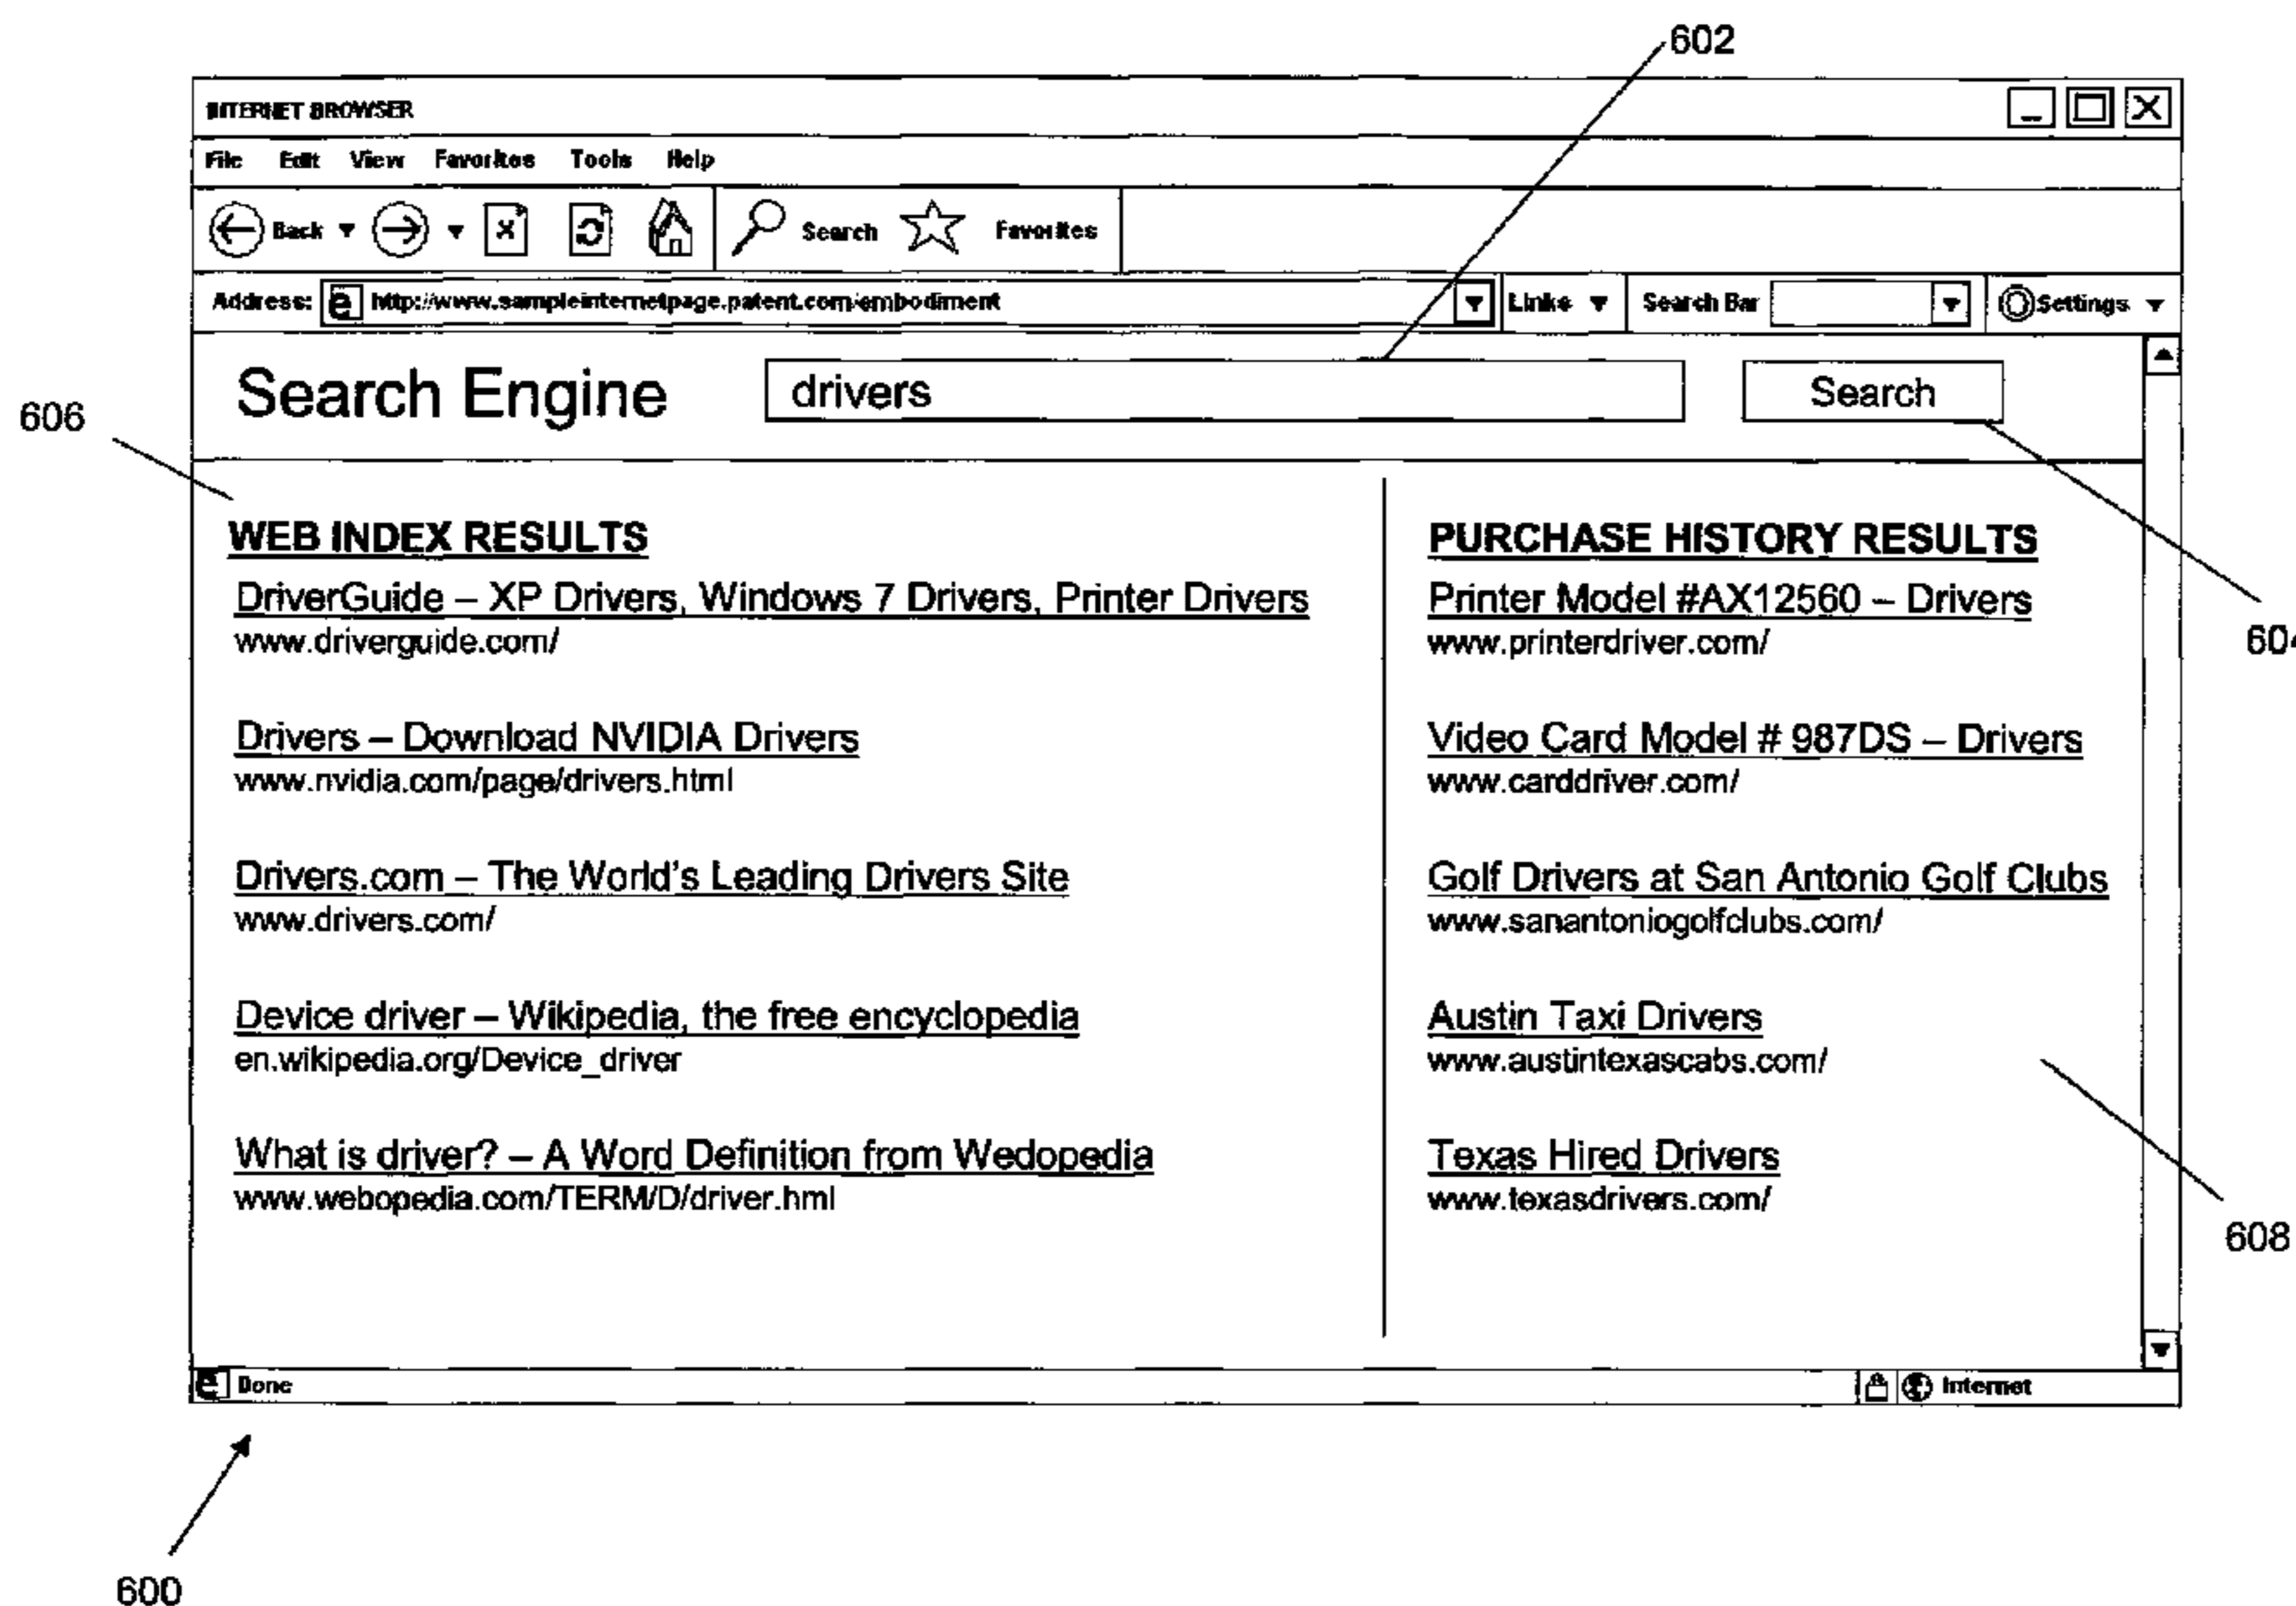 602
INTERNET BROWSER
File Edit View Favorites Tools Help
Back Search Favorites
Address: e http://www.sampleinternetpage.patent.com/embodiment Links Search Bar Settings
Search Engine drivers Search
606
WEB INDEX RESULTS
DriverGuide – XP Drivers, Windows 7 Drivers, Printer Drivers
www.driverguide.com/
Drivers – Download NVIDIA Drivers
www.nvidia.com/page/drivers.html
Drivers.com – The World's Leading Drivers Site
www.drivers.com/
Device driver – Wikipedia, the free encyclopedia
en.wikipedia.org/Device_driver
What is driver? – A Word Definition from Wedopedia
www.webopedia.com/TERM/D/driver.hml
PURCHASE HISTORY RESULTS
Printer Model #AX12560 – Drivers
www.printerdriver.com/
604
Video Card Model # 987DS – Drivers
www.carddriver.com/
Golf Drivers at San Antonio Golf Clubs
www.sanantoniogolfclubs.com/
Austin Taxi Drivers
www.austintexascabs.com/
Texas Hired Drivers
www.texasdrivers.com/
608
e Done Internet
600